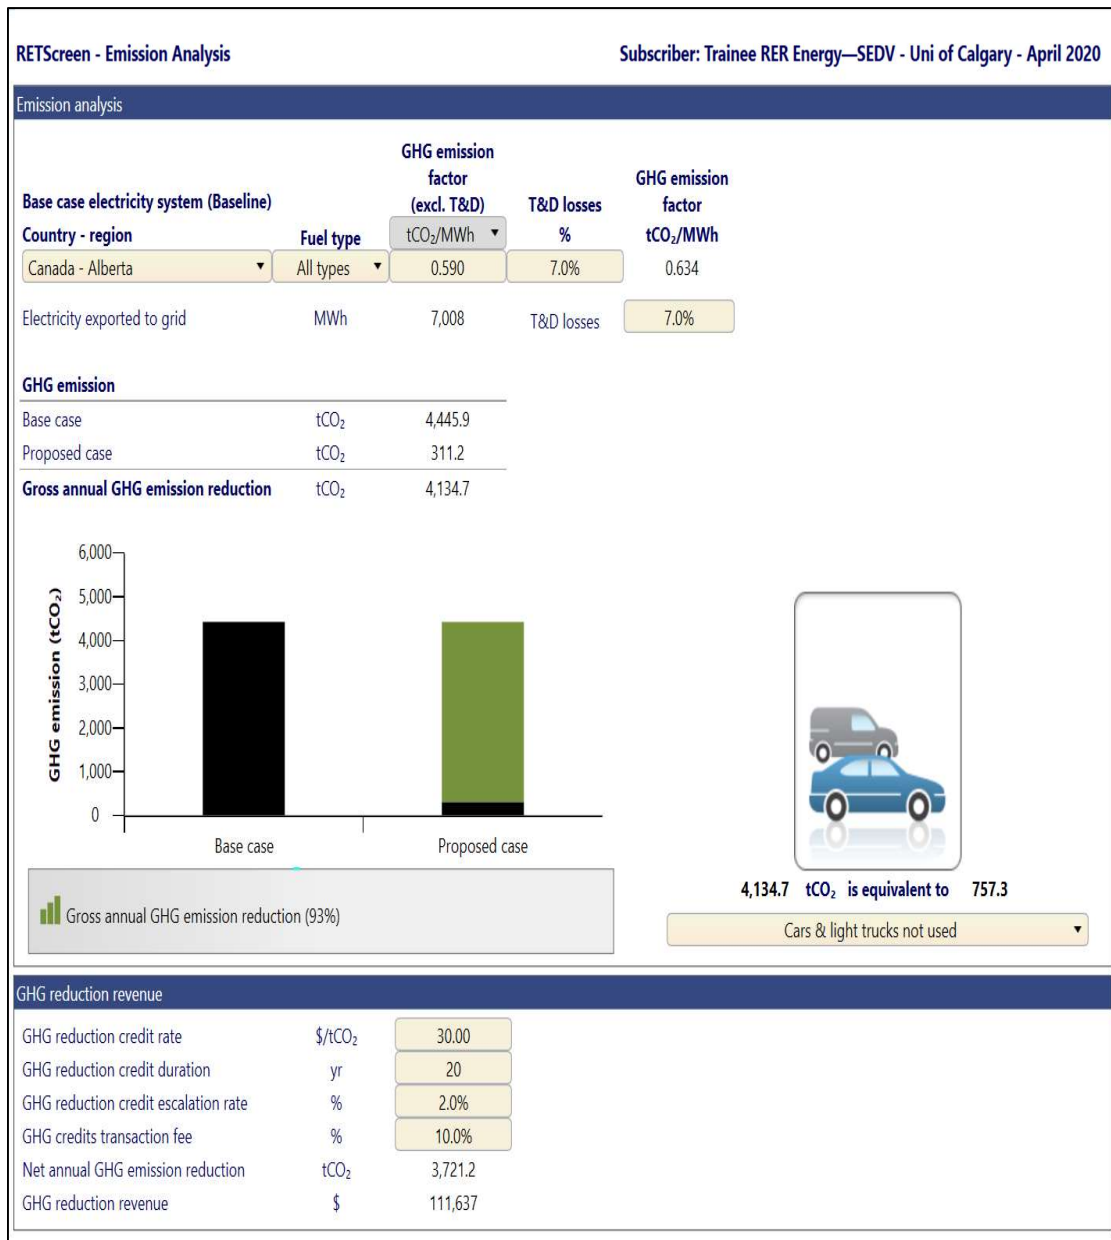 RETScreen - Emission Analysis Subscriber: Trainee RER Energy—SEDV - Uni of Calgary - April 2020
Emission analysis
GHG emission
factor GHG emission
Base case electricity system (Baseline) (excl. T&D) T&D losses factor
Country - region Fuel type tCO₂/MWh % tCO₂/MWh
Canada - Alberta All types 0.590 7.0% 0.634
Electricity exported to grid MWh 7,008 T&D losses 7.0%
GHG emission
Base case tCO₂ 4,445.9
Proposed case tCO₂ 311.2
Gross annual GHG emission reduction tCO₂ 4,134.7
GHG emission (tCO₂)
6,000
5,000
4,000
3,000
2,000
1,000
0
Base case Proposed case
Gross annual GHG emission reduction (93%)
4,134.7 tCO₂ is equivalent to 757.3
Cars & light trucks not used
GHG reduction revenue
GHG reduction credit rate $/tCO₂ 30.00
GHG reduction credit duration yr 20
GHG reduction credit escalation rate % 2.0%
GHG credits transaction fee % 10.0%
Net annual GHG emission reduction tCO₂ 3,721.2
GHG reduction revenue $ 111,637